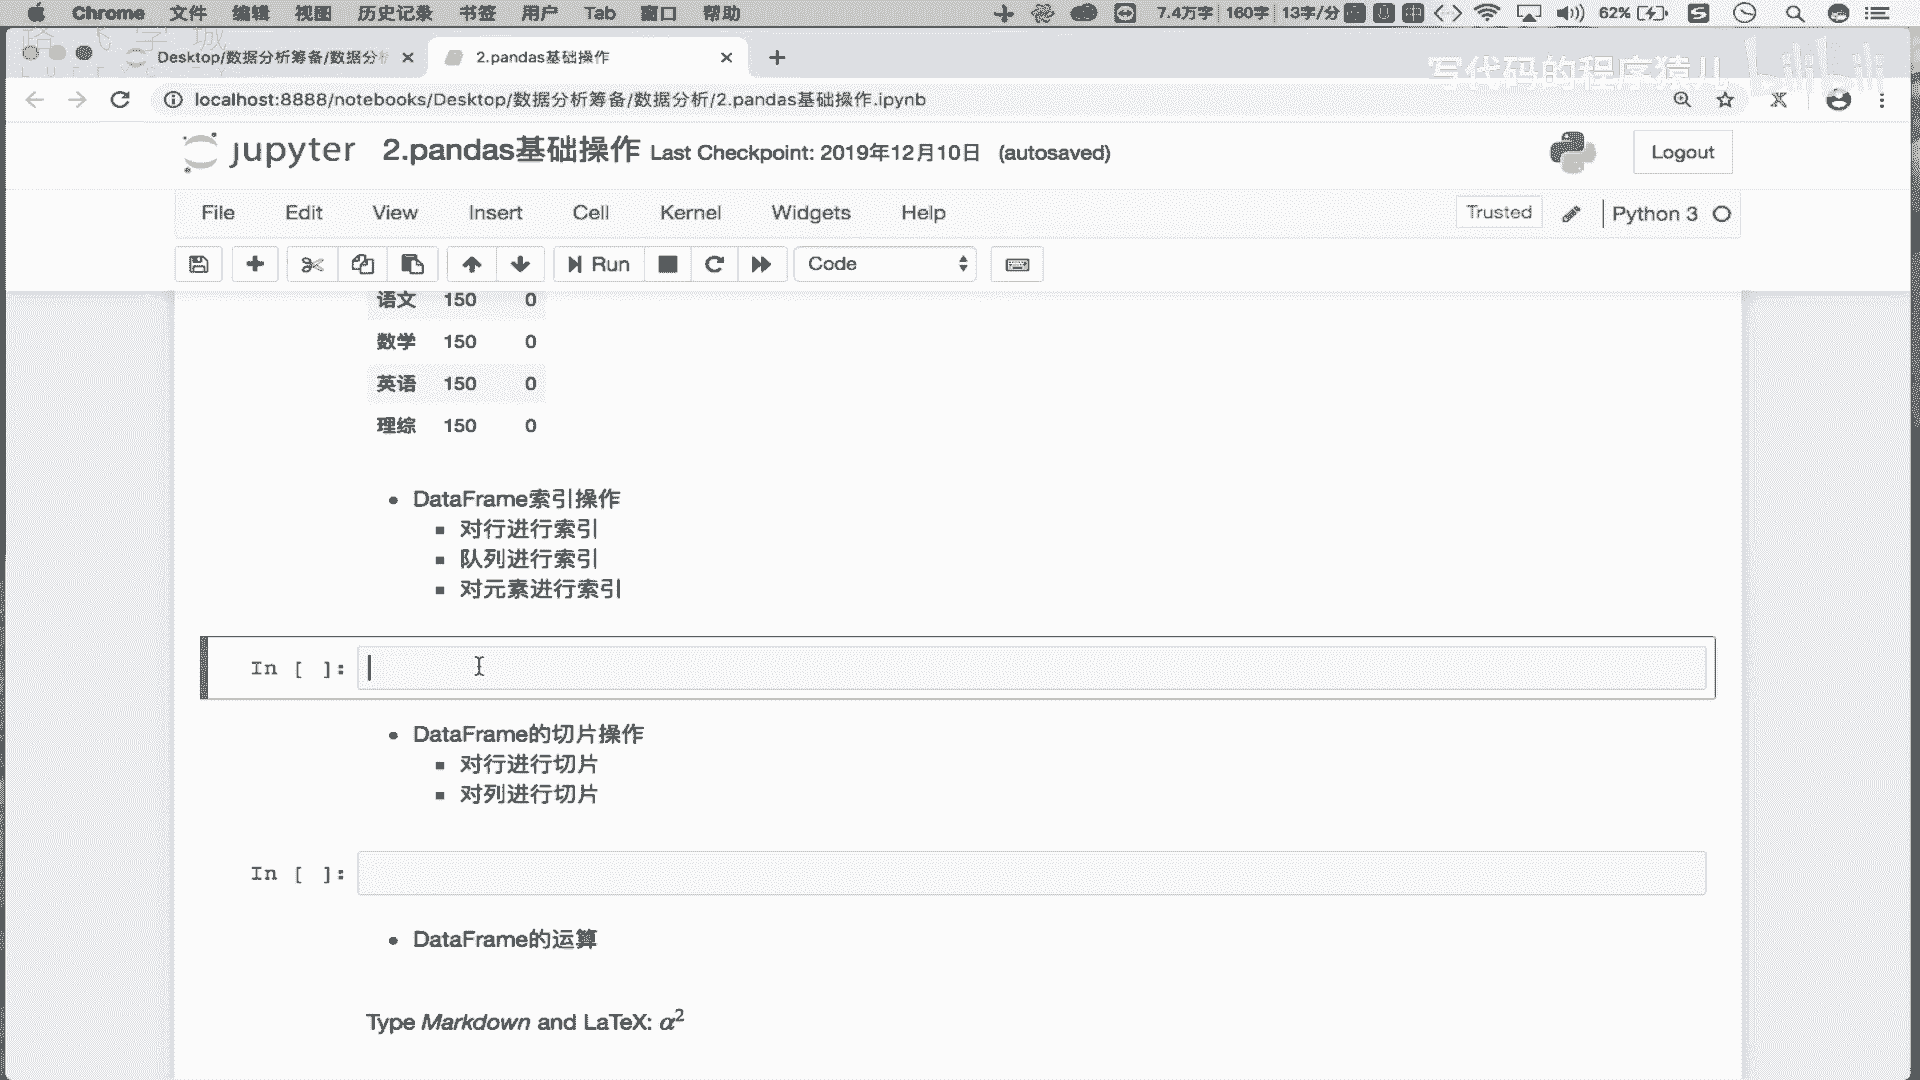 Chrome 文件 编辑 视图 历史记录 书签 用户 Tab 窗口 帮助 7.4万字 160字 13字/分 62%
Desktop/数据分析筹备/数据分析
2.pandas基础操作
写代码的程序猿儿 bilibili
localhost:8888/notebooks/Desktop/数据分析筹备/数据分析/2.pandas基础操作.ipynb
jupyter 2.pandas基础操作 Last Checkpoint: 2019年12月10日 (autosaved)
Logout
File Edit View Insert Cell Kernel Widgets Help
Trusted Python 3
Run Code
语文 150 0
数学 150 0
英语 150 0
理综 150 0
DataFrame索引操作
对行进行索引
队列进行索引
对元素进行索引
In [ ]:
DataFrame的切片操作
对行进行切片
对列进行切片
In [ ]:
DataFrame的运算
Type Markdown and LaTeX: α²